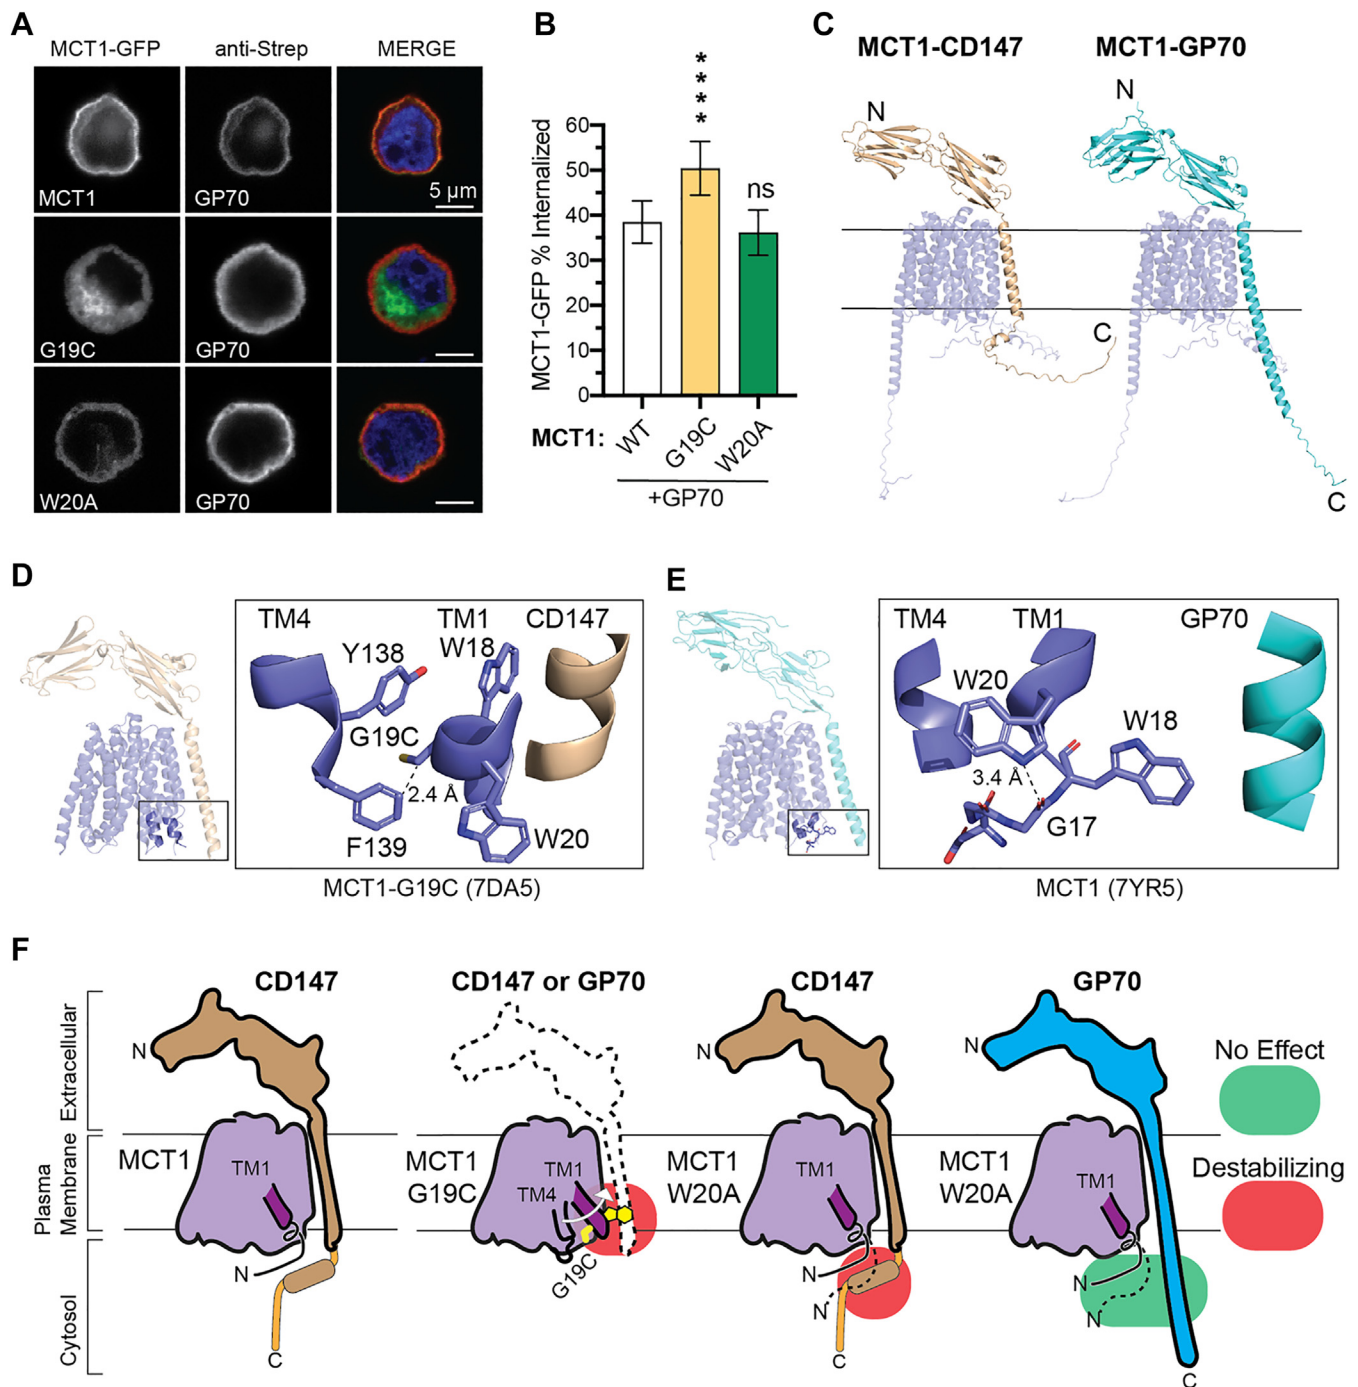 A
MCT1-GFP anti-Strep MERGE
MCT1 GP70 5 µm
G19C GP70
W20A GP70
B
****
ns
MCT1-GFP % Internalized
60
50
40
30
20
10
0
MCT1: WT G19C W20A
+GP70
C
MCT1-CD147 MCT1-GP70
N N
C
C
D
TM4 TM1 CD147
W18
Y138
G19C
2.4 Å
F139 W20
MCT1-G19C (7DA5)
E
TM4 TM1 GP70
W20
W18
3.4 Å
G17
MCT1 (7YR5)
F
CD147 CD147 or GP70 CD147 GP70
Extracellular
Plasma
Membrane
Cytosol
N
MCT1
TM1
N
C
MCT1
G19C
TM1
TM4
G19C
N
MCT1
W20A
TM1
N
N
C
N
MCT1
W20A
TM1
N
N
C
No Effect
Destabilizing